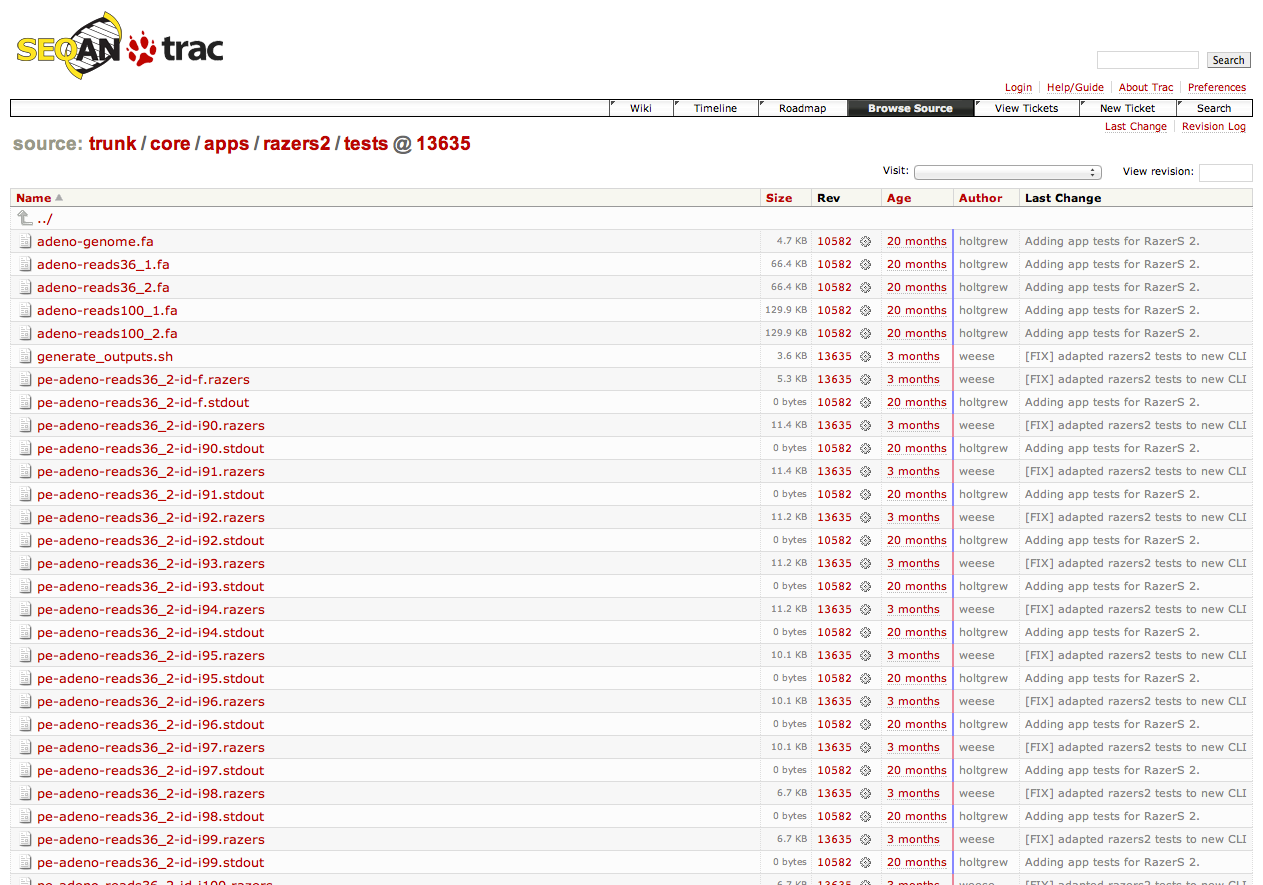 SEQAN trac
Search
Login Help/Guide About Trac Preferences
Wiki Timeline Roadmap Browse Source View Tickets New Ticket Search
Last Change Revision Log
source: trunk / core / apps / razers2 / tests @ 13635
Visit: View revision:
Name Size Rev Age Author Last Change
../
adeno-genome.fa 4.7 KB 10582 20 months holtgrew Adding app tests for RazerS 2.
adeno-reads36_1.fa 66.4 KB 10582 20 months holtgrew Adding app tests for RazerS 2.
adeno-reads36_2.fa 66.4 KB 10582 20 months holtgrew Adding app tests for RazerS 2.
adeno-reads100_1.fa 129.9 KB 10582 20 months holtgrew Adding app tests for RazerS 2.
adeno-reads100_2.fa 129.9 KB 10582 20 months holtgrew Adding app tests for RazerS 2.
generate_outputs.sh 3.6 KB 13635 3 months weese [FIX] adapted razers2 tests to new CLI
pe-adeno-reads36_2-id-f.razers 5.3 KB 13635 3 months weese [FIX] adapted razers2 tests to new CLI
pe-adeno-reads36_2-id-f.stdout 0 bytes 10582 20 months holtgrew Adding app tests for RazerS 2.
pe-adeno-reads36_2-id-i90.razers 11.4 KB 13635 3 months weese [FIX] adapted razers2 tests to new CLI
pe-adeno-reads36_2-id-i90.stdout 0 bytes 10582 20 months holtgrew Adding app tests for RazerS 2.
pe-adeno-reads36_2-id-i91.razers 11.4 KB 13635 3 months weese [FIX] adapted razers2 tests to new CLI
pe-adeno-reads36_2-id-i91.stdout 0 bytes 10582 20 months holtgrew Adding app tests for RazerS 2.
pe-adeno-reads36_2-id-i92.razers 11.2 KB 13635 3 months weese [FIX] adapted razers2 tests to new CLI
pe-adeno-reads36_2-id-i92.stdout 0 bytes 10582 20 months holtgrew Adding app tests for RazerS 2.
pe-adeno-reads36_2-id-i93.razers 11.2 KB 13635 3 months weese [FIX] adapted razers2 tests to new CLI
pe-adeno-reads36_2-id-i93.stdout 0 bytes 10582 20 months holtgrew Adding app tests for RazerS 2.
pe-adeno-reads36_2-id-i94.razers 11.2 KB 13635 3 months weese [FIX] adapted razers2 tests to new CLI
pe-adeno-reads36_2-id-i94.stdout 0 bytes 10582 20 months holtgrew Adding app tests for RazerS 2.
pe-adeno-reads36_2-id-i95.razers 10.1 KB 13635 3 months weese [FIX] adapted razers2 tests to new CLI
pe-adeno-reads36_2-id-i95.stdout 0 bytes 10582 20 months holtgrew Adding app tests for RazerS 2.
pe-adeno-reads36_2-id-i96.razers 10.1 KB 13635 3 months weese [FIX] adapted razers2 tests to new CLI
pe-adeno-reads36_2-id-i96.stdout 0 bytes 10582 20 months holtgrew Adding app tests for RazerS 2.
pe-adeno-reads36_2-id-i97.razers 10.1 KB 13635 3 months weese [FIX] adapted razers2 tests to new CLI
pe-adeno-reads36_2-id-i97.stdout 0 bytes 10582 20 months holtgrew Adding app tests for RazerS 2.
pe-adeno-reads36_2-id-i98.razers 6.7 KB 13635 3 months weese [FIX] adapted razers2 tests to new CLI
pe-adeno-reads36_2-id-i98.stdout 0 bytes 10582 20 months holtgrew Adding app tests for RazerS 2.
pe-adeno-reads36_2-id-i99.razers 6.7 KB 13635 3 months weese [FIX] adapted razers2 tests to new CLI
pe-adeno-reads36_2-id-i99.stdout 0 bytes 10582 20 months holtgrew Adding app tests for RazerS 2.
pe-adeno-reads36_2-id-i100.razers 6.7 KB 13635 3 months weese [FIX] adapted razers2 tests to new CLI